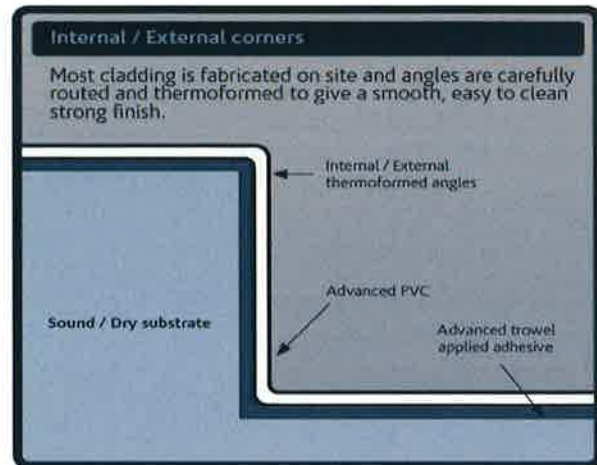 Internal / External corners
Most cladding is fabricated on site and angles are carefully
routed and thermoformed to give a smooth, easy to clean
strong finish.
Internal / External
thermoformed angles
Advanced PVC
Sound / Dry substrate
Advanced trowel
applied adhesive